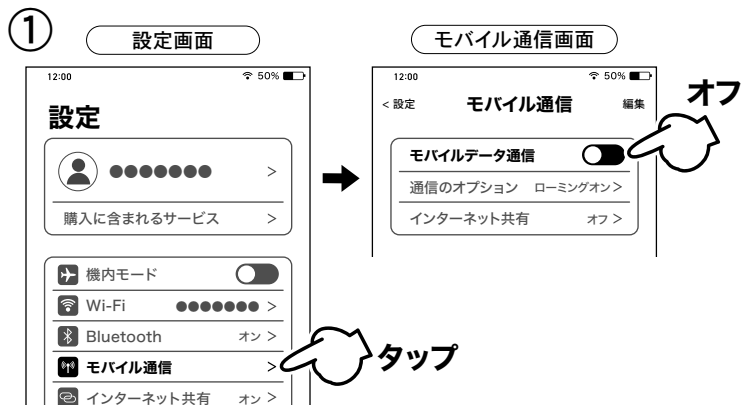 ①
設定画面
12:00 50%
設定
●●●●●●● >
購入に含まれるサービス >
機内モード
Wi-Fi ●●●●●●● >
Bluetooth オン >
モバイル通信 >
インターネット共有 オン >
タップ
モバイル通信画面
12:00 50%
< 設定 モバイル通信 編集
モバイルデータ通信
オフ
通信のオプション ローミングオン >
インターネット共有 オフ >